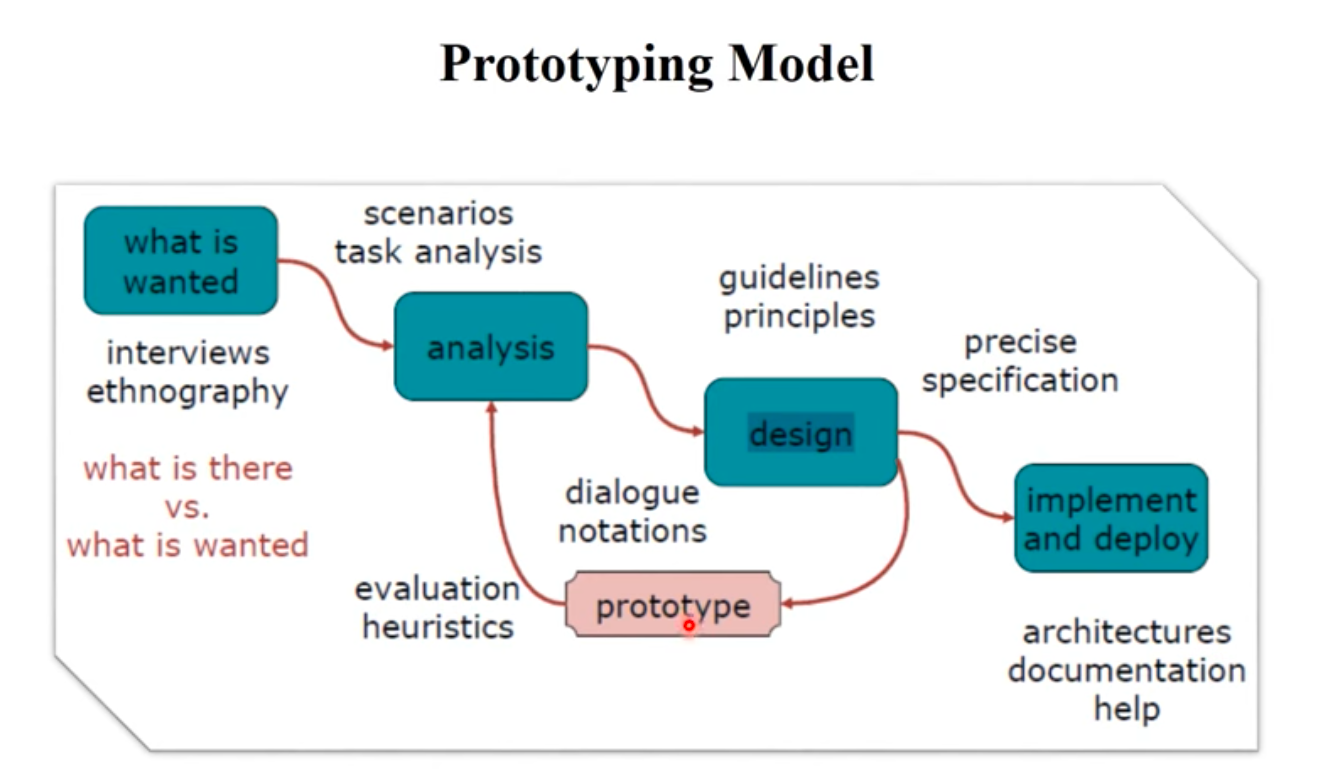 Prototyping Model
what is
wanted
interviews
ethnography
what is there
vs.
what is wanted
scenarios
task analysis
analysis
guidelines
principles
design
precise
specification
implement
and deploy
dialogue
notations
evaluation
heuristics
prototype
architectures
documentation
help